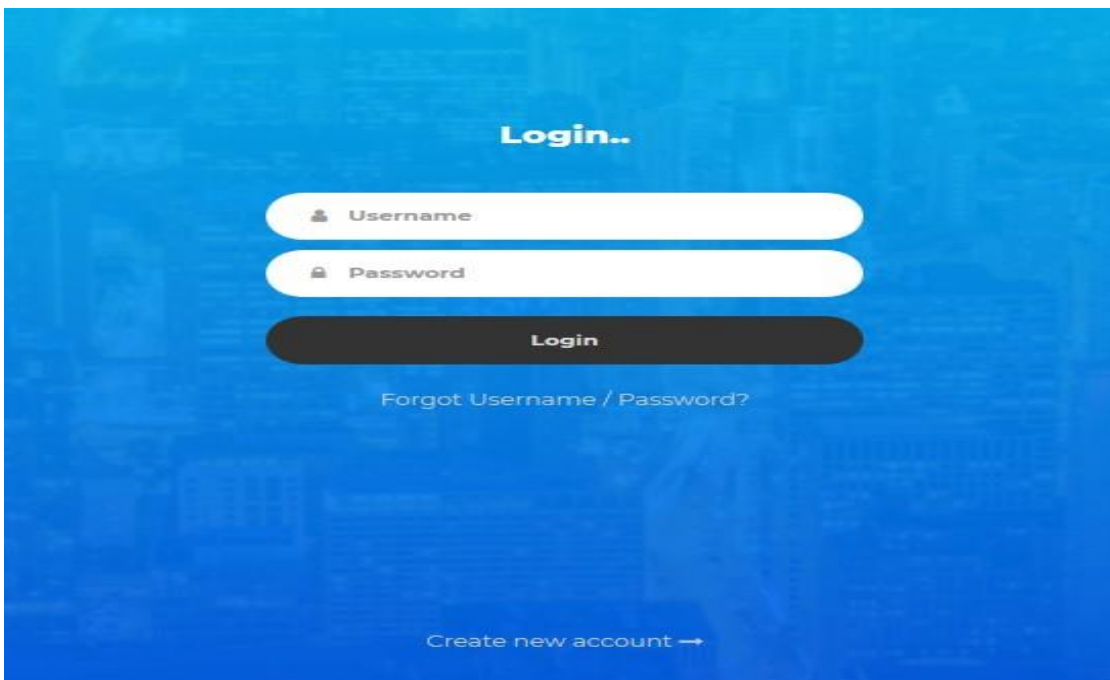 Login..
Username
Password
Login
Forgot Username / Password?
Create new account →